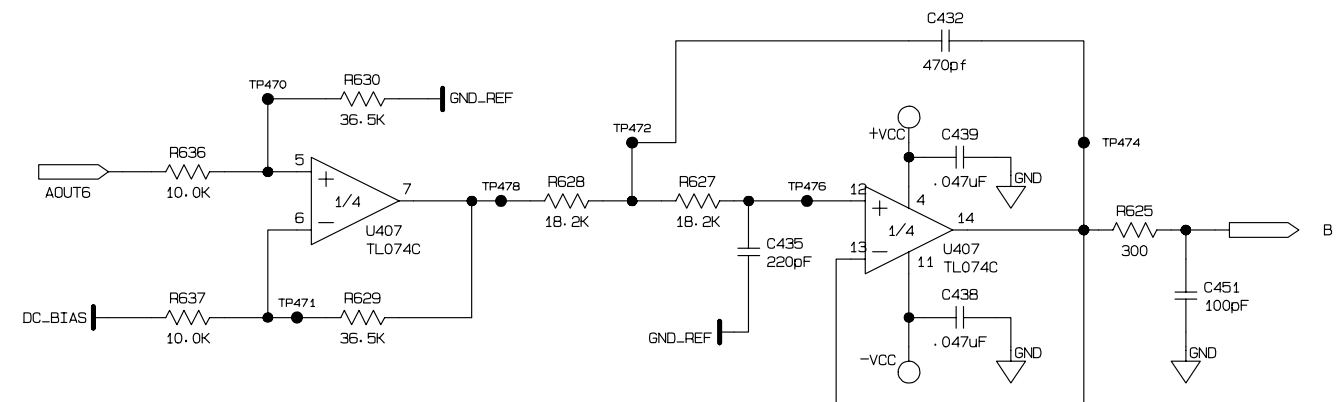 C432
470pf
TP470
R630
36.5K
GND_REF
R636
10.0K
AOUT6
5
+
6
−
1/4
7
U407
TL074C
TP478
R628
18.2K
TP472
R627
18.2K
TP476
C435
220pF
GND_REF
+VCC
C439
.047uF
GND
12
+
13
−
1/4
4
14
11
U407
TL074C
TP474
R625
300
B
C451
100pF
GND
C438
.047uF
GND
−VCC
DC_BIAS
R637
10.0K
TP471
R629
36.5K